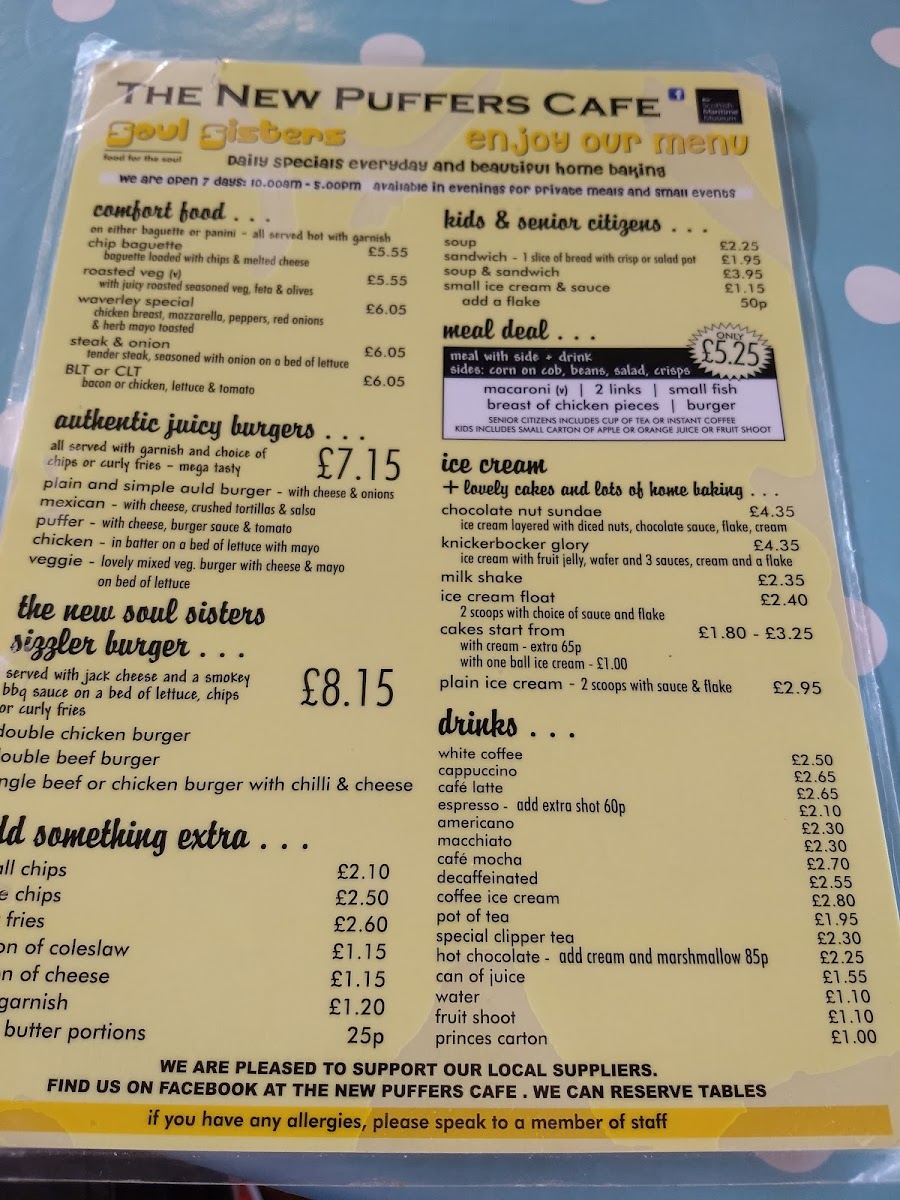 THE NEW PUFFERS CAFE
f
Scottish
Maritime
Museum
Soul Sisters
food for the soul
enjoy our menu
Daily specials everyday and beautiful home baking
we are open 7 days: 10.00am - 5.00pm available in evenings for private meals and small events
comfort food . . .
on either baguette or panini - all served hot with garnish
chip baguette £5.55
baguette loaded with chips & melted cheese
roasted veg (v) £5.55
with juicy roasted seasoned veg, feta & olives
waverley special £6.05
chicken breast, mozzarella, peppers, red onions
& herb mayo toasted
steak & onion £6.05
tender steak, seasoned with onion on a bed of lettuce
BLT or CLT £6.05
bacon or chicken, lettuce & tomato
authentic juicy burgers . . .
all served with garnish and choice of
chips or curly fries - mega tasty
£7.15
plain and simple auld burger - with cheese & onions
mexican - with cheese, crushed tortillas & salsa
puffer - with cheese, burger sauce & tomato
chicken - in batter on a bed of lettuce with mayo
veggie - lovely mixed veg. burger with cheese & mayo
on bed of lettuce
the new soul sisters
sizzler burger . . .
served with jack cheese and a smokey
bbq sauce on a bed of lettuce, chips
or curly fries
£8.15
double chicken burger
ouble beef burger
ngle beef or chicken burger with chilli & cheese
ld something extra . . .
all chips £2.10
e chips £2.50
fries £2.60
on of coleslaw £1.15
n of cheese £1.15
garnish £1.20
butter portions 25p
kids & senior citizens . . .
soup £2.25
sandwich - 1 slice of bread with crisp or salad pot £1.95
soup & sandwich £3.95
small ice cream & sauce £1.15
add a flake 50p
meal deal . . .
ONLY
£5.25
meal with side + drink
sides: corn on cob, beans, salad, crisps
macaroni (v) | 2 links | small fish
breast of chicken pieces | burger
SENIOR CITIZENS INCLUDES CUP OF TEA OR INSTANT COFFEE
KIDS INCLUDES SMALL CARTON OF APPLE OR ORANGE JUICE OR FRUIT SHOOT
ice cream
+ lovely cakes and lots of home baking . . .
chocolate nut sundae £4.35
ice cream layered with diced nuts, chocolate sauce, flake, cream
knickerbocker glory £4.35
ice cream with fruit jelly, wafer and 3 sauces, cream and a flake
milk shake £2.35
ice cream float £2.40
2 scoops with choice of sauce and flake
cakes start from £1.80 - £3.25
with cream - extra 65p
with one ball ice cream - £1.00
plain ice cream - 2 scoops with sauce & flake £2.95
drinks . . .
white coffee £2.50
cappuccino £2.65
café latte £2.65
espresso - add extra shot 60p £2.10
americano £2.30
macchiato £2.30
café mocha £2.70
decaffeinated £2.55
coffee ice cream £2.80
pot of tea £1.95
special clipper tea £2.30
hot chocolate - add cream and marshmallow 85p £2.25
can of juice £1.55
water £1.10
fruit shoot £1.10
princes carton £1.00
WE ARE PLEASED TO SUPPORT OUR LOCAL SUPPLIERS.
FIND US ON FACEBOOK AT THE NEW PUFFERS CAFE . WE CAN RESERVE TABLES
if you have any allergies, please speak to a member of staff